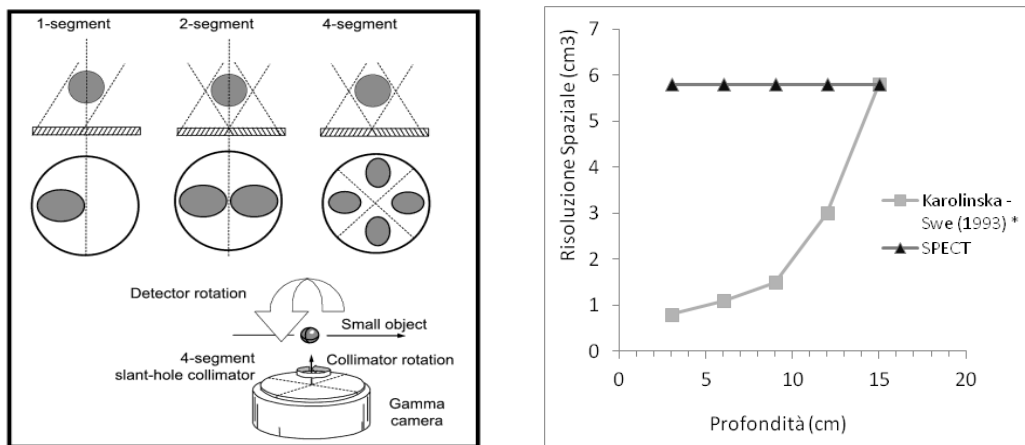 1-segment
2-segment
4-segment
Detector rotation
Small object
4-segment
slant-hole collimator
Collimator rotation
Gamma
camera
Risoluzione Spaziale (cm3)
7
6
5
4
3
2
1
0
0
5
10
15
20
Profondità (cm)
Karolinska -
Swe (1993) *
SPECT